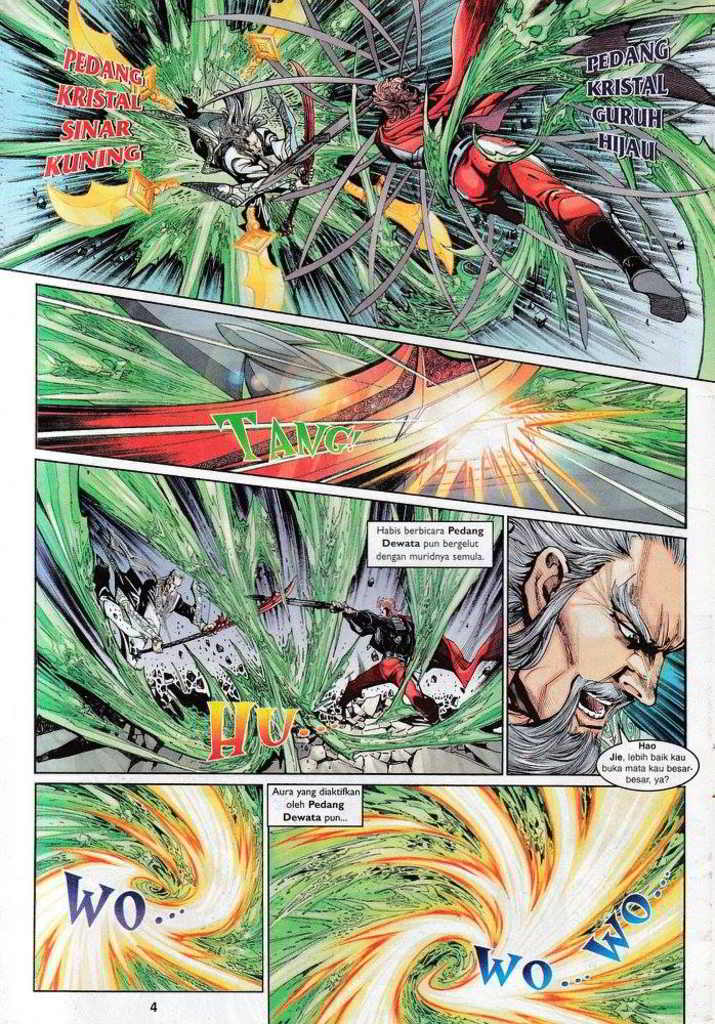 PEDANG
KRISTAL
SINAR
KUNING
PEDANG
KRISTAL
GURUH
HIJAU
TANG!
Habis berbicara Pedang
Dewata pun bergelut
dengan muridnya semula.
HU...
Hao
Jie, lebih baik kau
buka mata kau besar-
besar, ya?
Aura yang diaktifkan
oleh Pedang
Dewata pun...
WO...
WO...
WO...
4